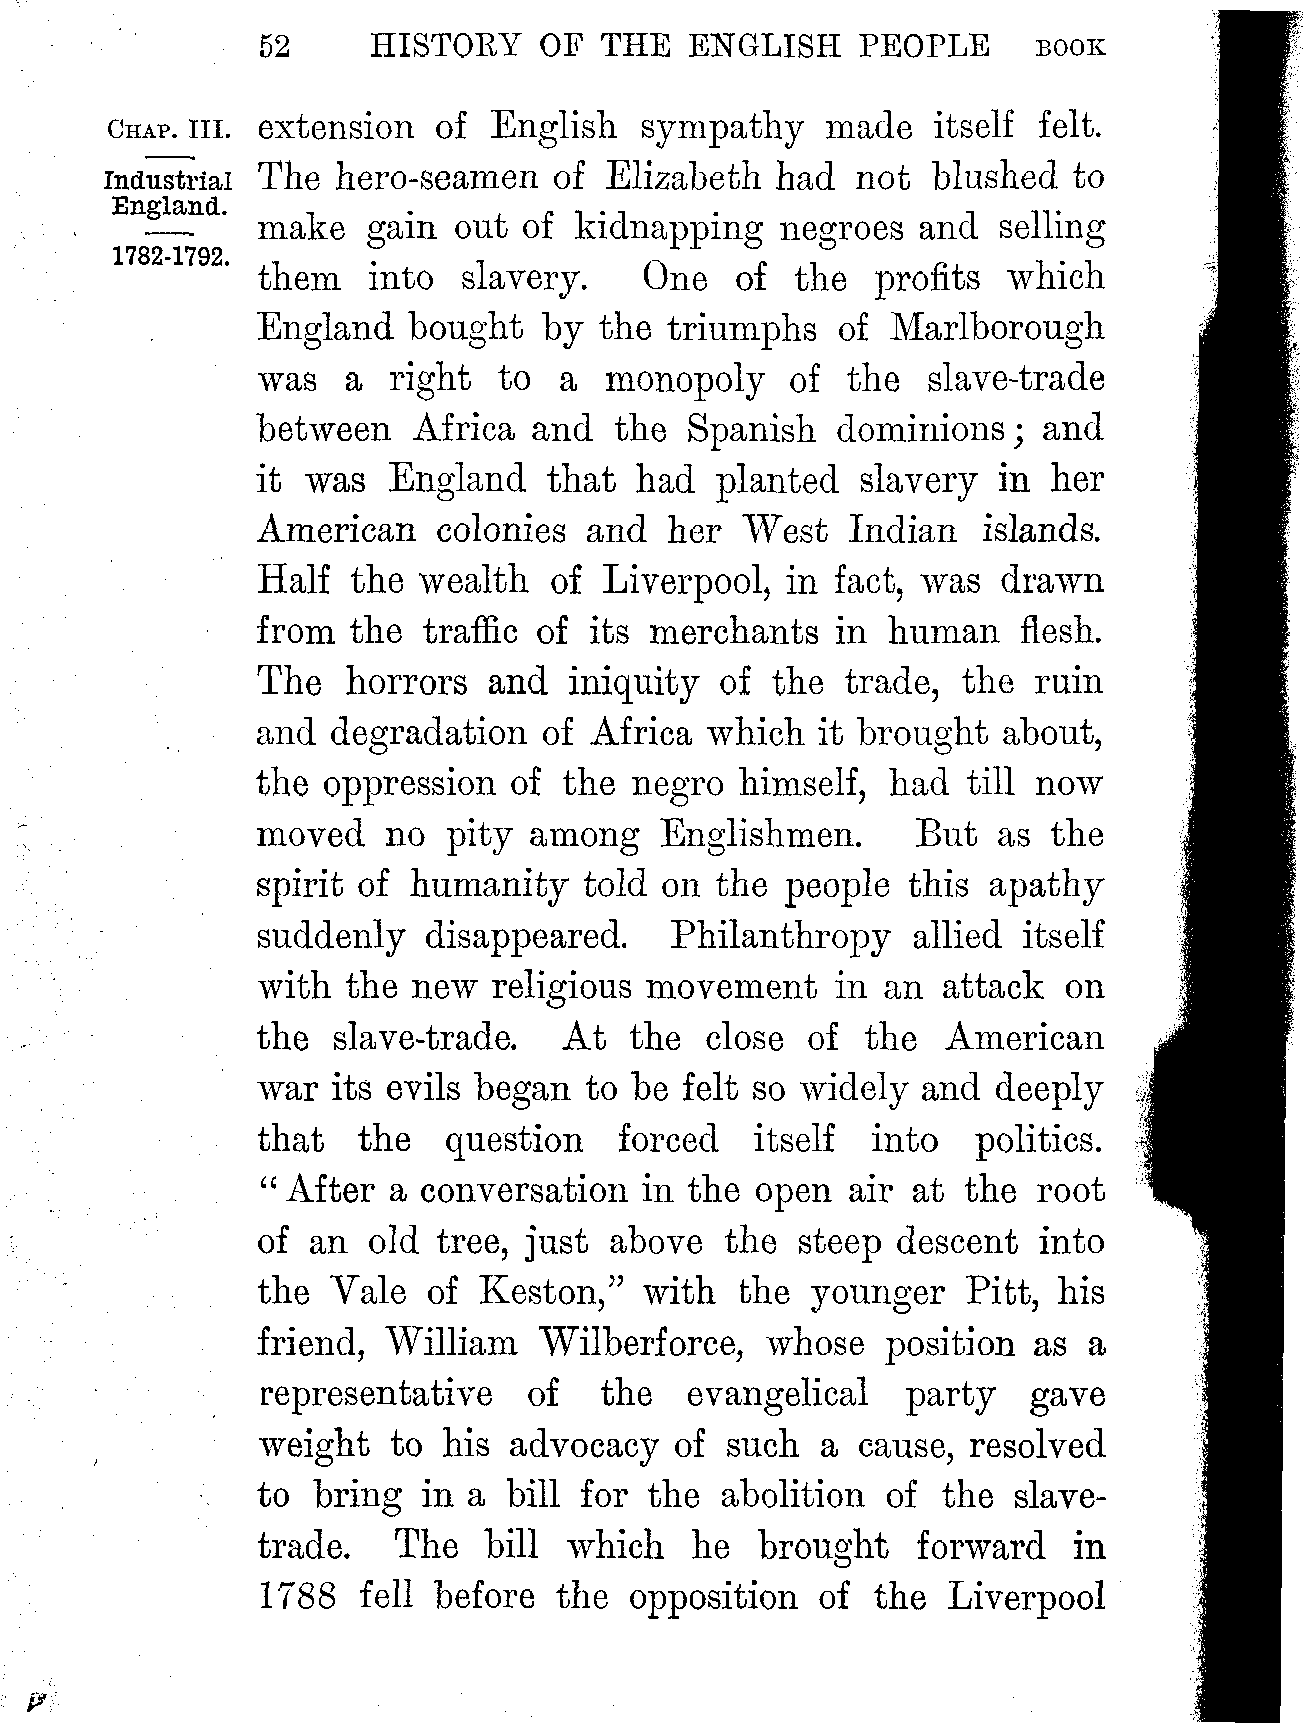 52 HISTORY OF THE ENGLISH PEOPLE BOOK
CHAP. III.
Industrial
England.
1782-1792.
extension of English sympathy made itself felt.
The hero-seamen of Elizabeth had not blushed to
make gain out of kidnapping negroes and selling
them into slavery. One of the profits which
England bought by the triumphs of Marlborough
was a right to a monopoly of the slave-trade
between Africa and the Spanish dominions; and
it was England that had planted slavery in her
American colonies and her West Indian islands.
Half the wealth of Liverpool, in fact, was drawn
from the traffic of its merchants in human flesh.
The horrors and iniquity of the trade, the ruin
and degradation of Africa which it brought about,
the oppression of the negro himself, had till now
moved no pity among Englishmen. But as the
spirit of humanity told on the people this apathy
suddenly disappeared. Philanthropy allied itself
with the new religious movement in an attack on
the slave-trade. At the close of the American
war its evils began to be felt so widely and deeply
that the question forced itself into politics.
“After a conversation in the open air at the root
of an old tree, just above the steep descent into
the Vale of Keston,” with the younger Pitt, his
friend, William Wilberforce, whose position as a
representative of the evangelical party gave
weight to his advocacy of such a cause, resolved
to bring in a bill for the abolition of the slave-
trade. The bill which he brought forward in
1788 fell before the opposition of the Liverpool